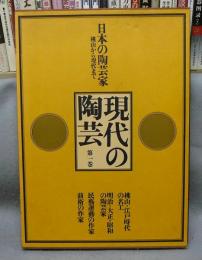 日本の陶芸家
桃山から現代まで
現代の
陶芸
第一巻
桃山・江戸時代
の名工
明治・大正・昭和
の陶芸家
民芸運動の作家
前衛の作家